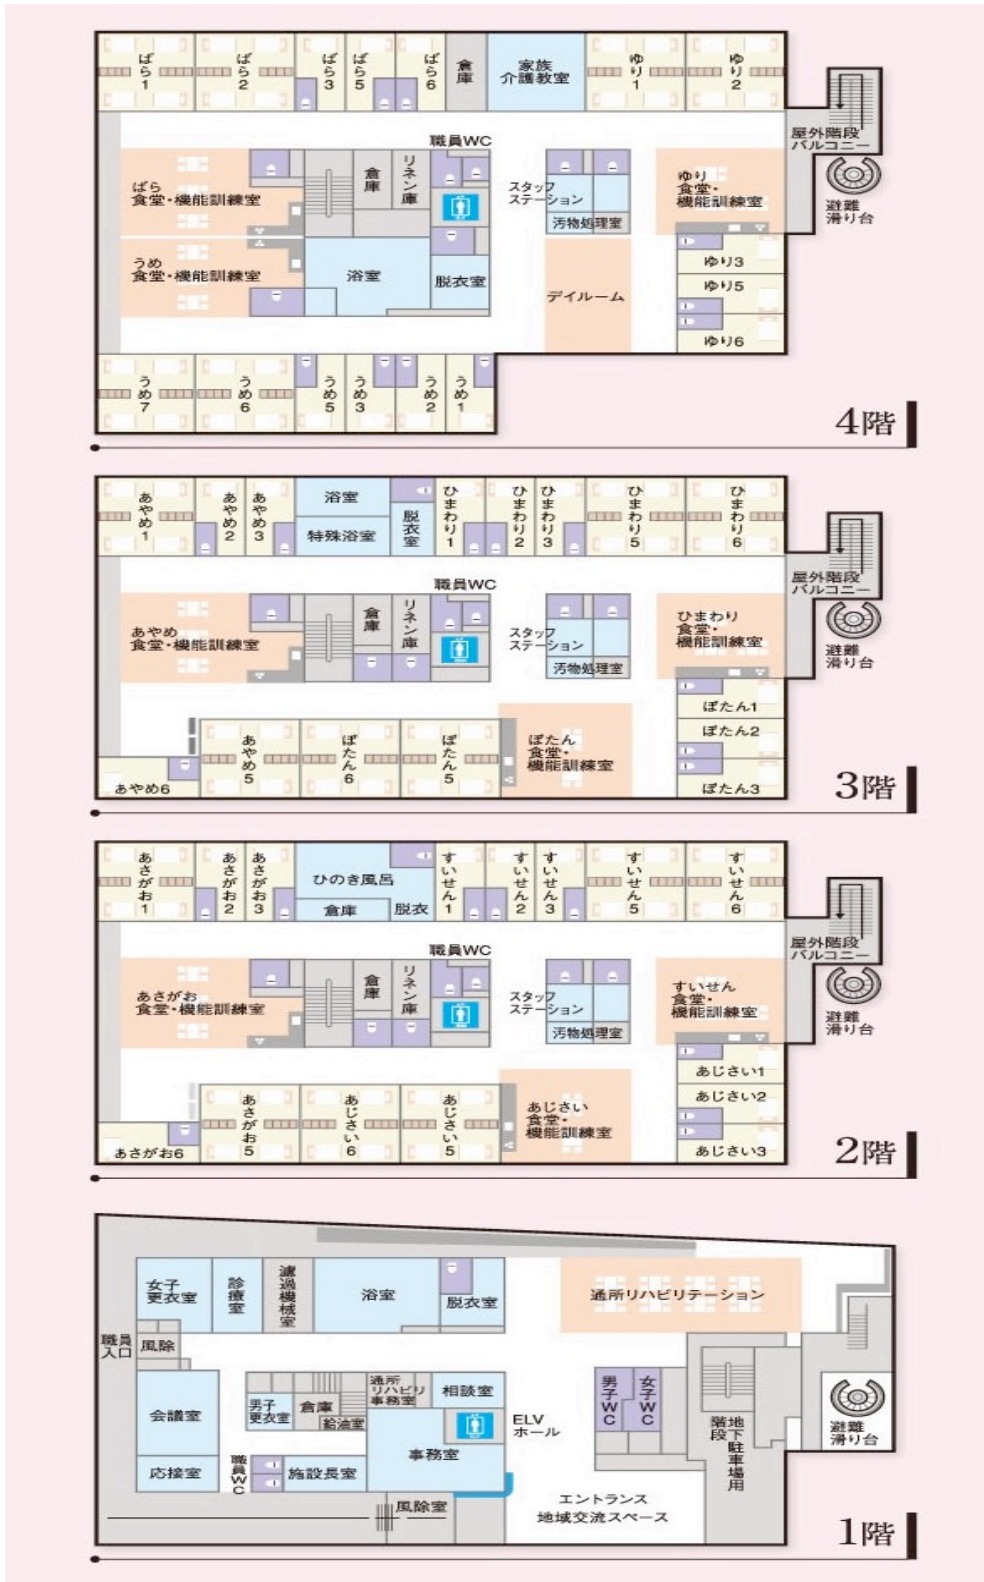 ばら1
ばら2
ばら3
ばら5
ばら6
倉庫
家族
介護教室
ゆり1
ゆり2
屋外階段
バルコニー
避難
滑り台
職員WC
ばら
食堂・機能訓練室
倉庫
リネン庫
スタッフ
ステーション
汚物処理室
ゆり
食堂・
機能訓練室
うめ
食堂・機能訓練室
浴室
脱衣室
デイルーム
ゆり3
ゆり5
ゆり6
うめ7
うめ6
うめ5
うめ3
うめ2
うめ1
4階
あやめ1
あやめ2
あやめ3
浴室
特殊浴室
脱衣室
ひまわり1
ひまわり2
ひまわり3
ひまわり5
ひまわり6
屋外階段
バルコニー
避難
滑り台
職員WC
あやめ
食堂・機能訓練室
倉庫
リネン庫
スタッフ
ステーション
汚物処理室
ひまわり
食堂・
機能訓練室
ぼたん1
ぼたん2
ぼたん3
あやめ6
あやめ5
ぼたん6
ぼたん5
ぼたん
食堂・
機能訓練室
3階
あさがお1
あさがお2
あさがお3
ひのき風呂
倉庫
脱衣
すいせん1
すいせん2
すいせん3
すいせん5
すいせん6
屋外階段
バルコニー
避難
滑り台
職員WC
あさがお
食堂・機能訓練室
倉庫
リネン庫
スタッフ
ステーション
汚物処理室
すいせん
食堂・
機能訓練室
あじさい1
あじさい2
あじさい3
あさがお6
あさがお5
あじさい6
あじさい5
あじさい
食堂・
機能訓練室
2階
女子
更衣室
診療室
濾過機械室
浴室
脱衣室
通所リハビリテーション
職員
入口
風除
会議室
応接室
男子
更衣室
倉庫
給油室
通所
リハビリ
事務室
相談室
事務室
職員WC
施設長室
風除室
ELV
ホール
男子WC
女子WC
地下駐車場用
階段
避難
滑り台
エントランス
地域交流スペース
1階